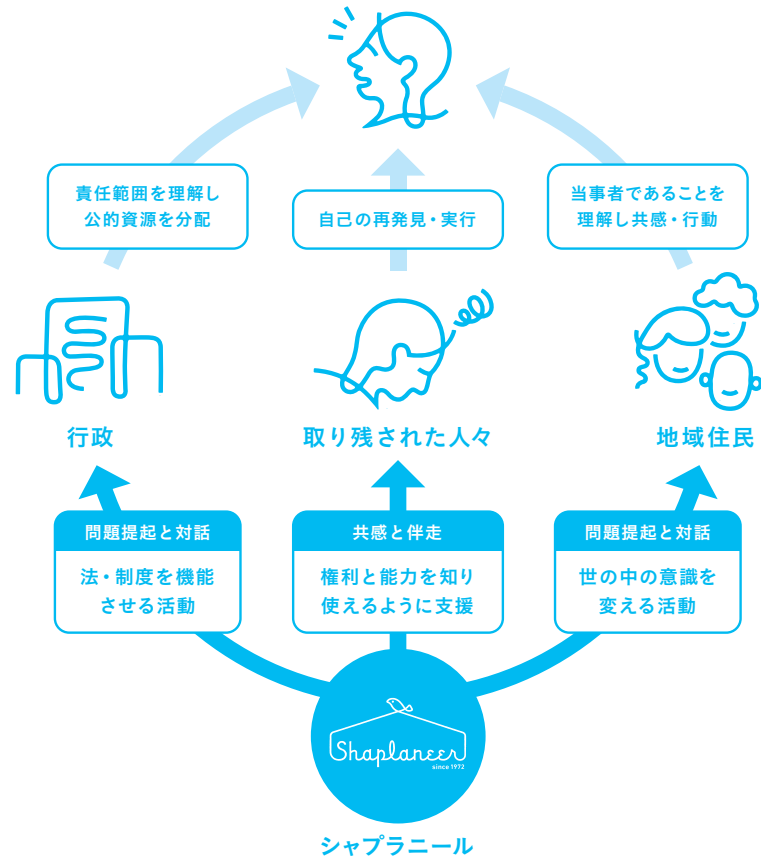 責任範囲を理解し
公的資源を分配
自己の再発見・実行
当事者であることを
理解し共感・行動
行政
取り残された人々
地域住民
問題提起と対話
法・制度を機能
させる活動
共感と伴走
権利と能力を知り
使えるように支援
問題提起と対話
世の中の意識を
変える活動
Shaplaneer
since 1972
シャプラニール